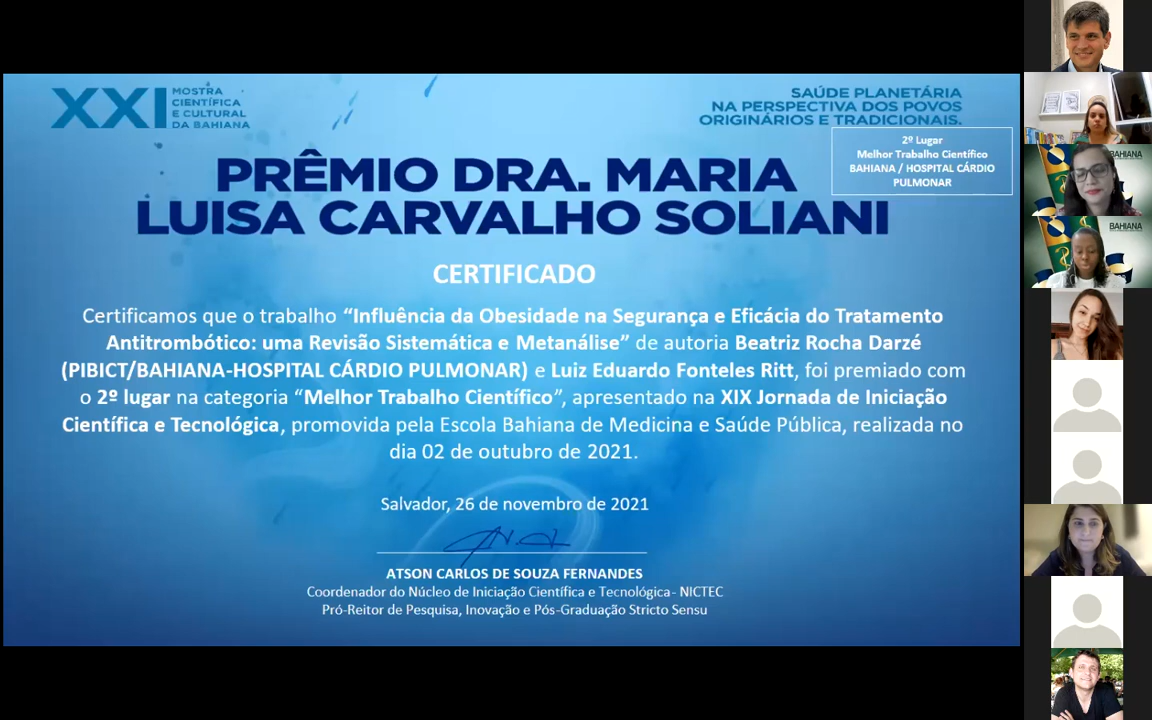 XXI MOSTRA
CIENTÍFICA
E CULTURAL
DA BAHIANA
SAÚDE PLANETÁRIA
NA PERSPECTIVA DOS POVOS
ORIGINÁRIOS E TRADICIONAIS.
2º Lugar
Melhor Trabalho Científico
BAHIANA / HOSPITAL CÁRDIO
PULMONAR
PRÊMIO DRA. MARIA
LUISA CARVALHO SOLIANI
CERTIFICADO
Certificamos que o trabalho “Influência da Obesidade na Segurança e Eficácia do Tratamento
Antitrombótico: uma Revisão Sistemática e Metanálise” de autoria Beatriz Rocha Darzé
(PIBICT/BAHIANA-HOSPITAL CÁRDIO PULMONAR) e Luiz Eduardo Fonteles Ritt, foi premiado com
o 2º lugar na categoria “Melhor Trabalho Científico”, apresentado na XIX Jornada de Iniciação
Científica e Tecnológica, promovida pela Escola Bahiana de Medicina e Saúde Pública, realizada no
dia 02 de outubro de 2021.
Salvador, 26 de novembro de 2021
ATSON CARLOS DE SOUZA FERNANDES
Coordenador do Núcleo de Iniciação Científica e Tecnológica - NICTEC
Pró-Reitor de Pesquisa, Inovação e Pós-Graduação Stricto Sensu
BAHIANA
BAHIANA